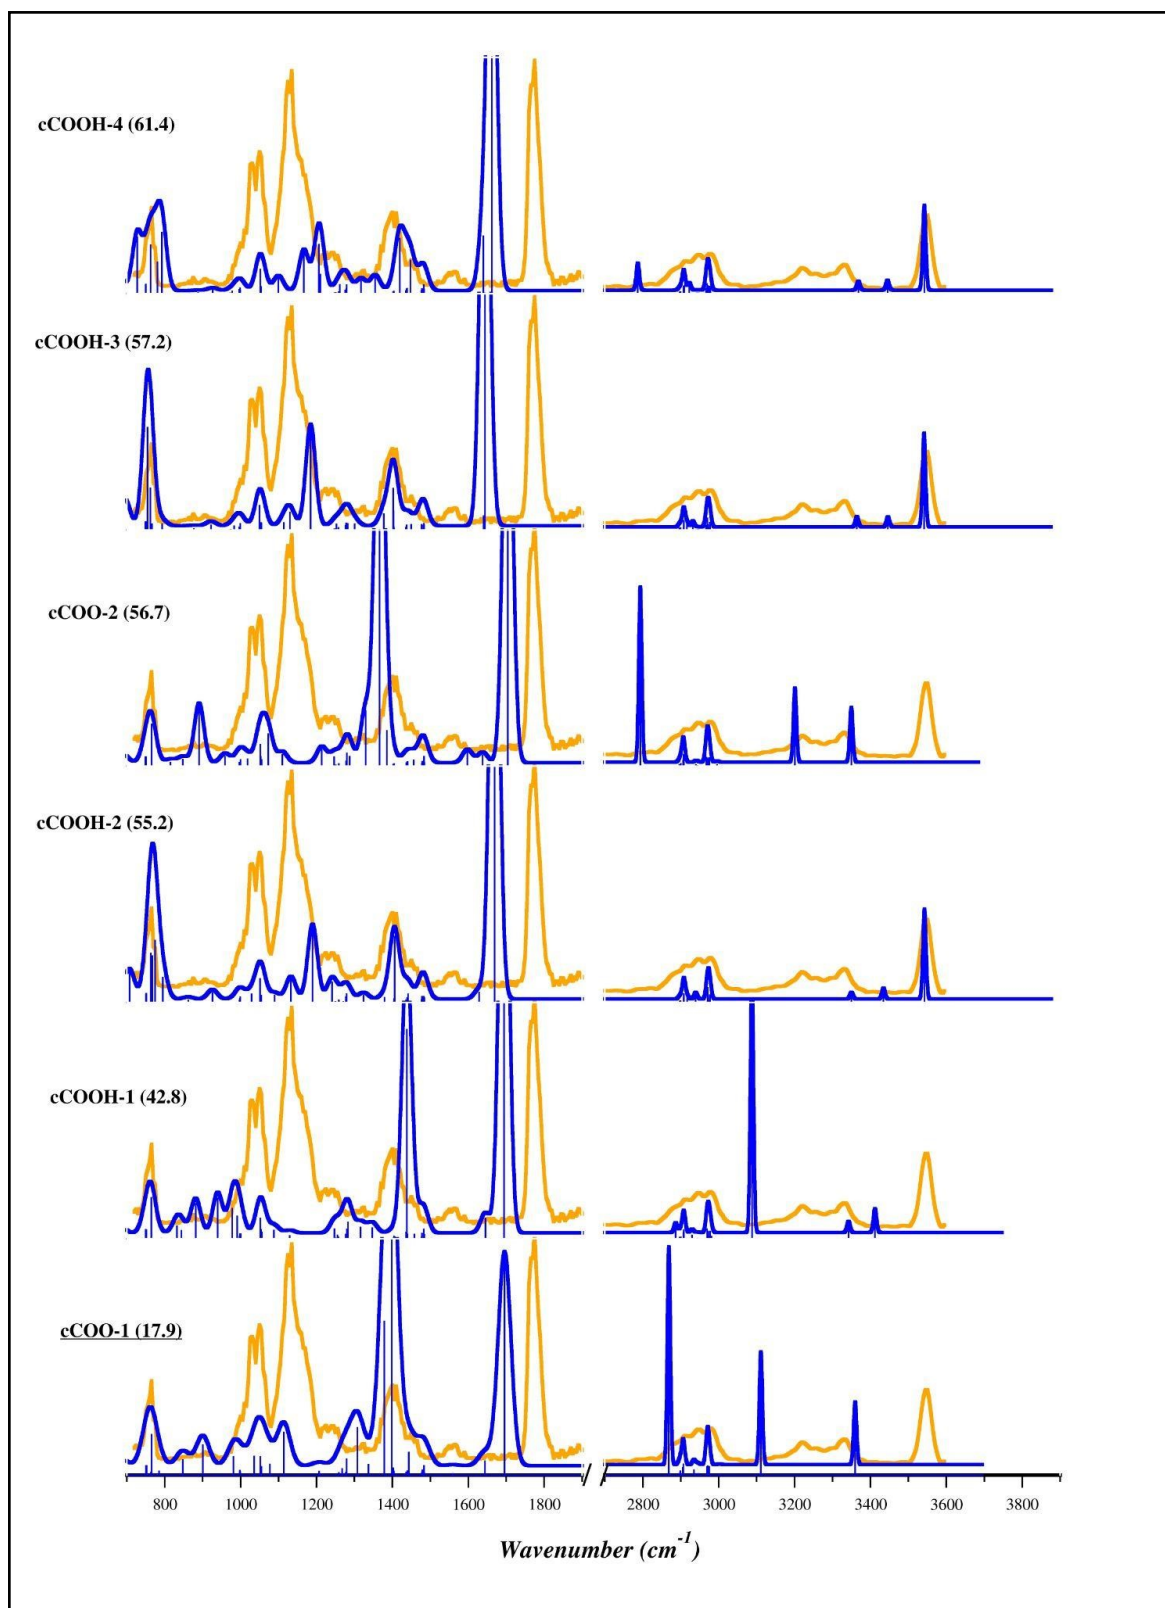 cCOOH-4 (61.4)
cCOOH-3 (57.2)
cCOO-2 (56.7)
cCOOH-2 (55.2)
cCOOH-1 (42.8)
cCOO-1 (17.9)
800 1000 1200 1400 1600 1800 // 2800 3000 3200 3400 3600 3800
Wavenumber (cm⁻¹)